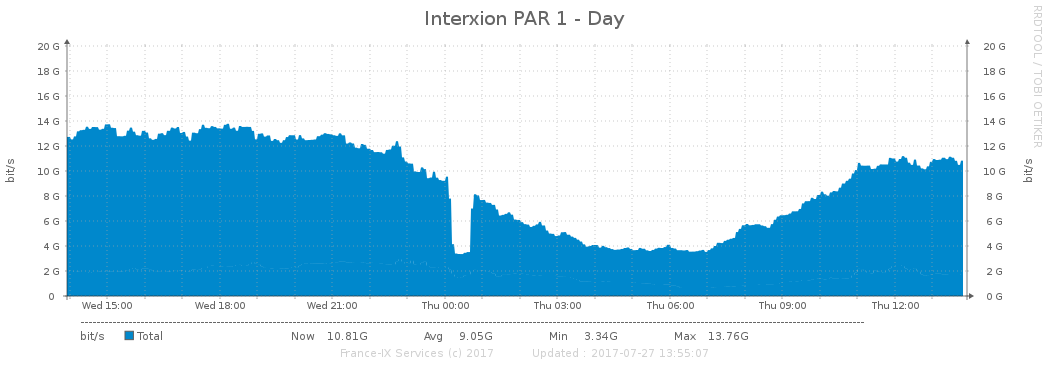 Interxion PAR 1 - Day
RRDTOOL / TOBI OETIKER
bit/s
bit/s
20 G 20 G
18 G 18 G
16 G 16 G
14 G 14 G
12 G 12 G
10 G 10 G
8 G 8 G
6 G 6 G
4 G 4 G
2 G 2 G
0 0 G
Wed 15:00 Wed 18:00 Wed 21:00 Thu 00:00 Thu 03:00 Thu 06:00 Thu 09:00 Thu 12:00
bit/s Total Now 10.81G Avg 9.05G Min 3.34G Max 13.76G
France-IX Services (c) 2017 Updated : 2017-07-27 13:55:07